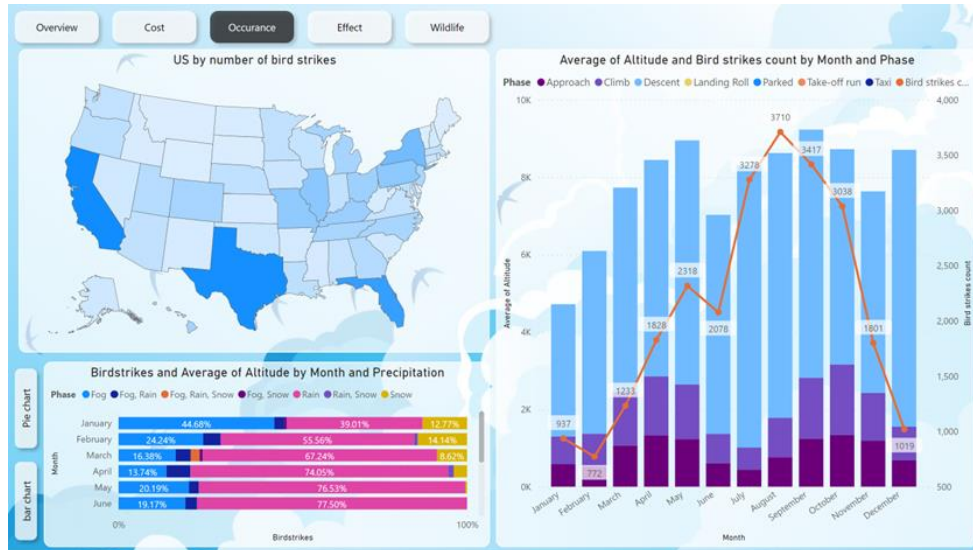 Overview Cost Occurance Effect Wildlife
US by number of bird strikes
Average of Altitude and Bird strikes count by Month and Phase
Phase Approach Climb Descent Landing Roll Parked Take-off run Taxi Bird strikes c...
10K
8K
6K
4K
2K
0K
Average of Altitude
4,000
3,500
3,000
2,500
2,000
1,500
1,000
500
Bird strikes count
937
772
1233
1828
2318
2078
3278
3710
3417
3038
1801
1019
January February March April May June July August September October November December
Month
Pie chart
bar chart
Birdstrikes and Average of Altitude by Month and Precipitation
Phase Fog Fog, Rain Fog, Rain, Snow Fog, Snow Rain Rain, Snow Snow
Month
January 44.68% 39.01% 12.77%
February 24.24% 55.56% 14.14%
March 16.38% 67.24% 8.62%
April 13.74% 74.05%
May 20.19% 76.53%
June 19.17% 77.50%
0% 100%
Birdstrikes